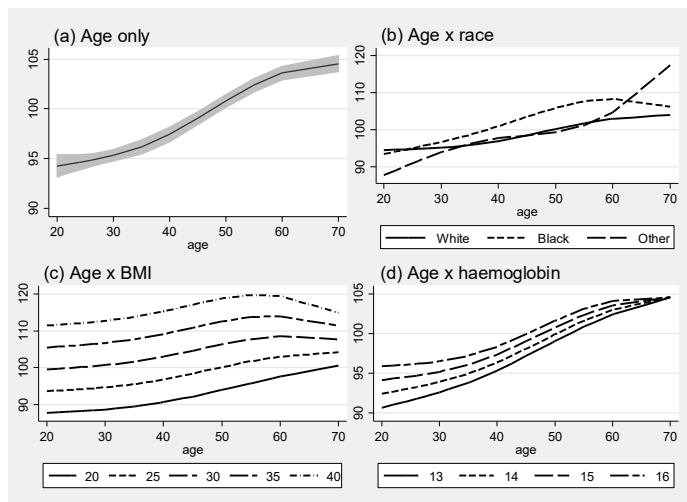 (a) Age only
105
100
95
90
20 30 40 50 60 70
age
(b) Age x race
120
110
100
90
20 30 40 50 60 70
age
White Black Other
(c) Age x BMI
120
110
100
90
20 30 40 50 60 70
age
20 25 30 35 40
(d) Age x haemoglobin
105
100
95
90
20 30 40 50 60 70
age
13 14 15 16